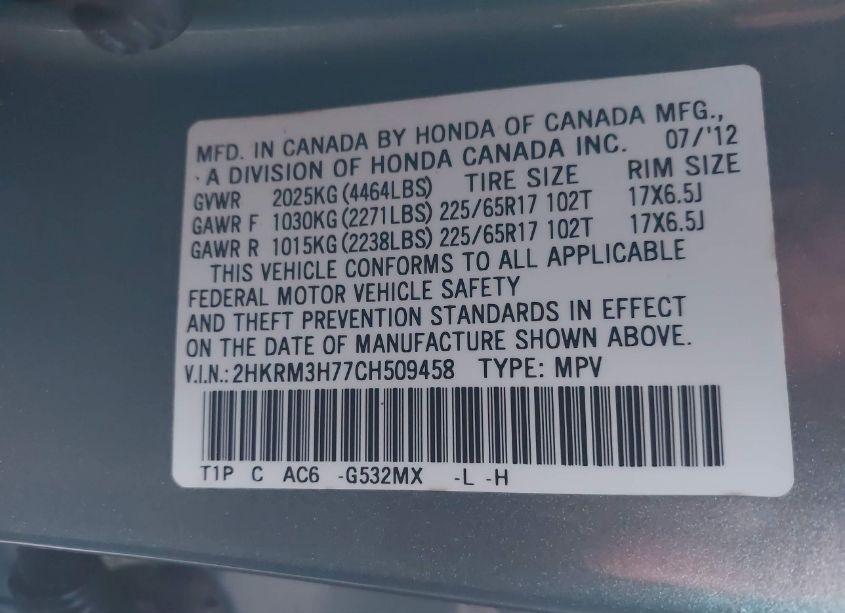 MFD. IN CANADA BY HONDA OF CANADA MFG.,
A DIVISION OF HONDA CANADA INC. 07/'12
GVWR 2025KG(4464LBS) TIRE SIZE RIM SIZE
GAWR F 1030KG(2271LBS) 225/65R17 102T 17X6.5J
GAWR R 1015KG(2238LBS) 225/65R17 102T 17X6.5J
THIS VEHICLE CONFORMS TO ALL APPLICABLE
FEDERAL MOTOR VEHICLE SAFETY
AND THEFT PREVENTION STANDARDS IN EFFECT
ON THE DATE OF MANUFACTURE SHOWN ABOVE.
V.I.N.: 2HKRM3H77CH509458 TYPE: MPV
T1P C AC6 -G532MX -L -H